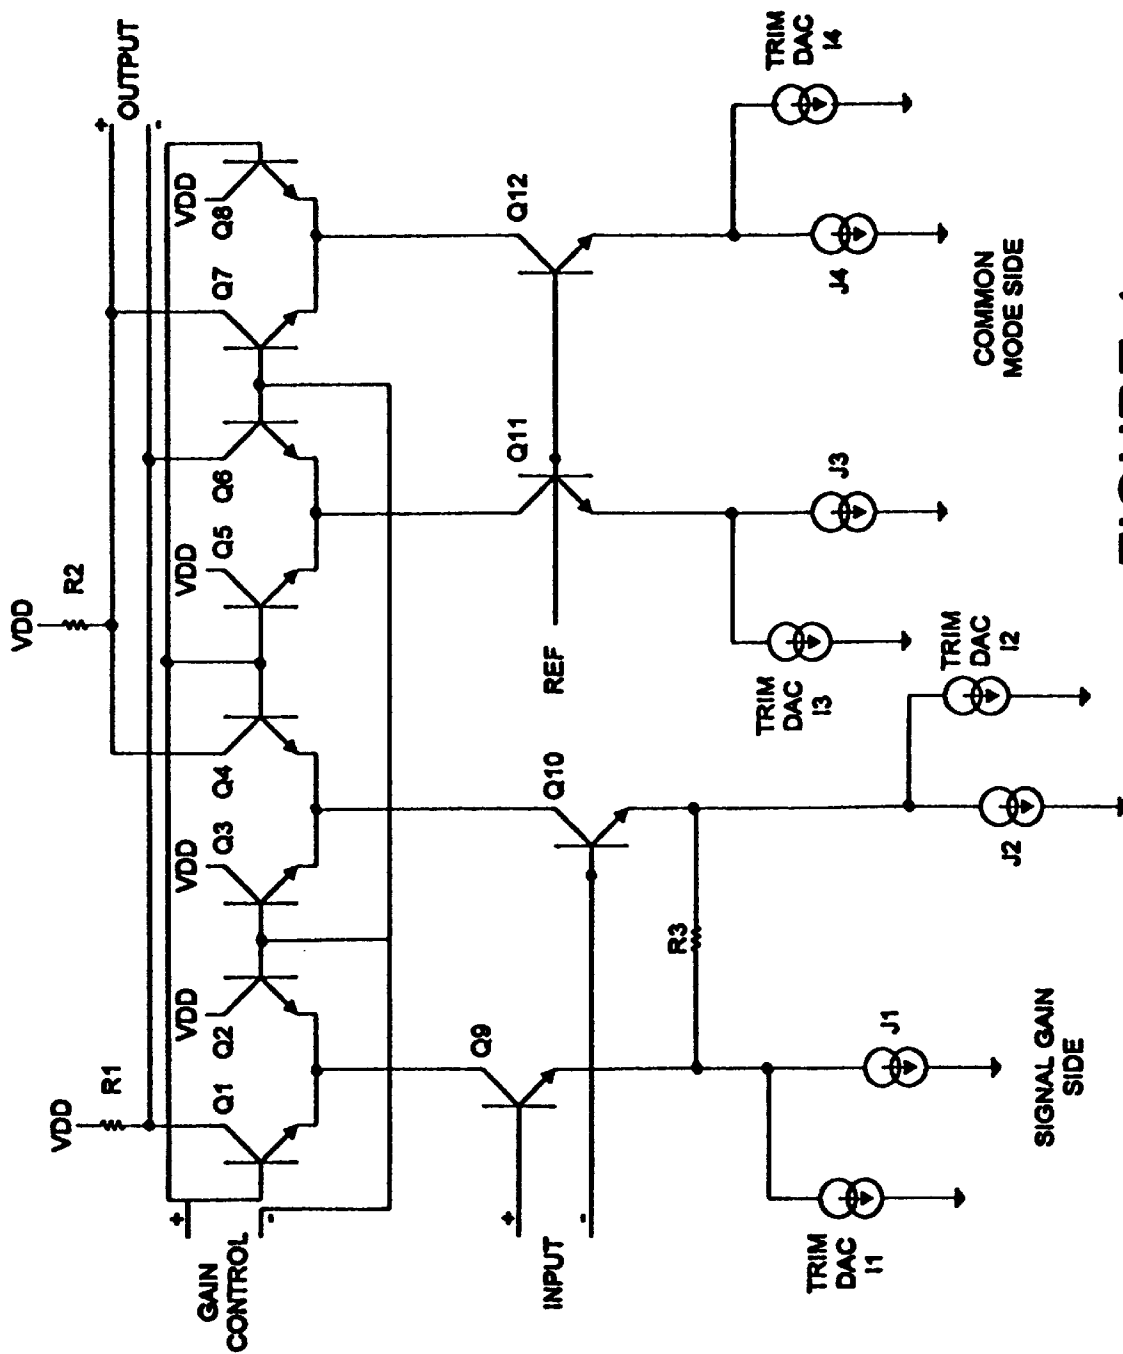 VDD
R2
VDD
R1
+
OUTPUT
-
VDD
VDD
VDD
VDD
Q1
Q2
Q3
Q4
Q5
Q6
Q7
Q8
+
GAIN
CONTROL
-
Q9
Q10
Q11
Q12
+
INPUT
-
REF
R3
TRIM
DAC
I1
J1
J2
TRIM
DAC
I2
TRIM
DAC
I3
J3
J4
TRIM
DAC
I4
SIGNAL GAIN
SIDE
COMMON
MODE SIDE